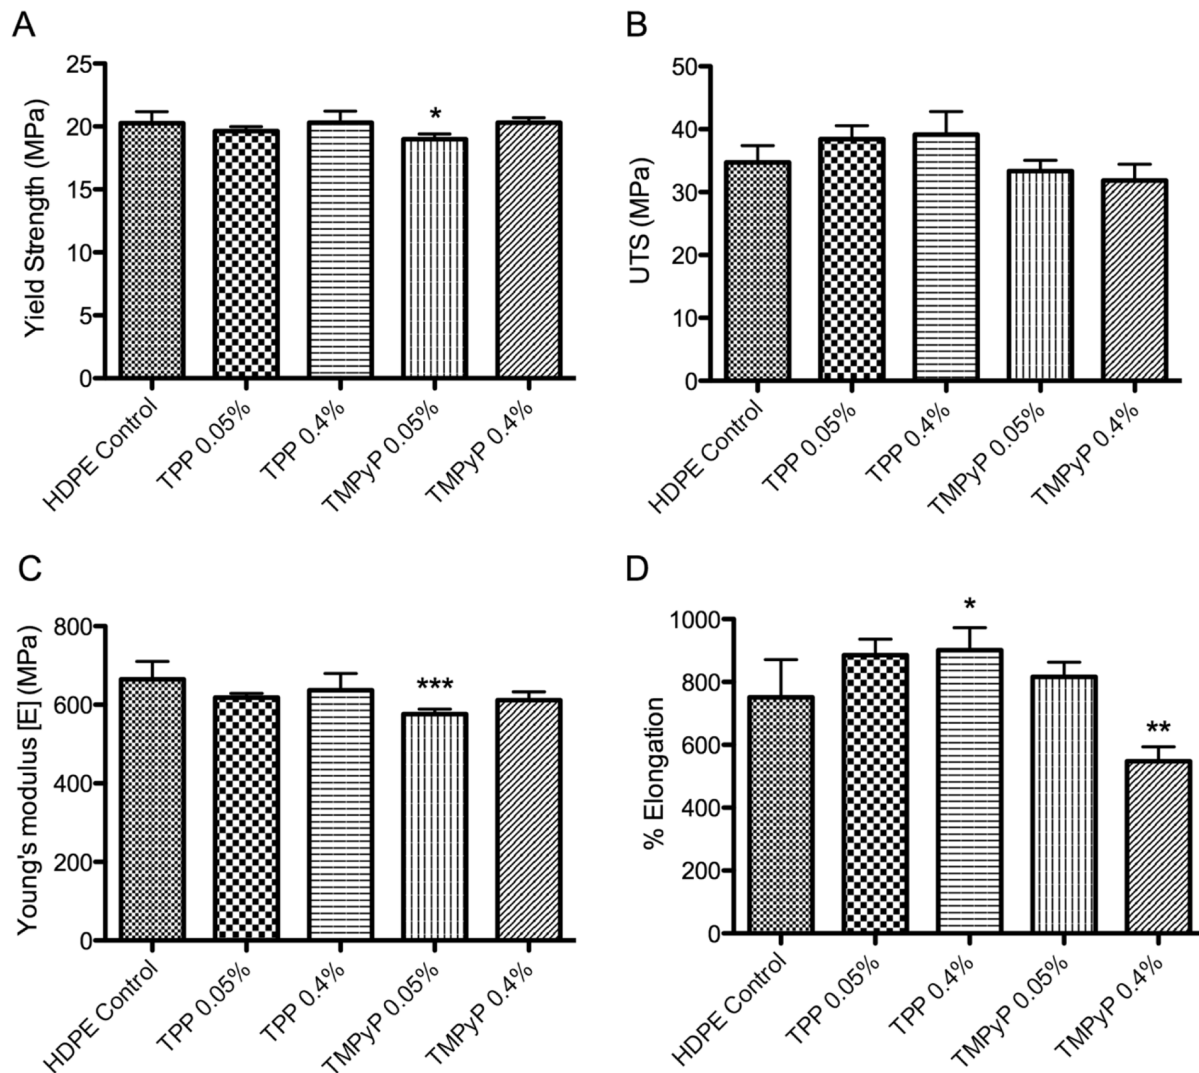 A
Yield Strength (MPa)
25
20
15
10
5
0
*
HDPE Control
TPP 0.05%
TPP 0.4%
TMPyP 0.05%
TMPyP 0.4%
B
UTS (MPa)
50
40
30
20
10
0
HDPE Control
TPP 0.05%
TPP 0.4%
TMPyP 0.05%
TMPyP 0.4%
C
Young's modulus [E] (MPa)
800
600
400
200
0
***
HDPE Control
TPP 0.05%
TPP 0.4%
TMPyP 0.05%
TMPyP 0.4%
D
% Elongation
1000
800
600
400
200
0
*
**
HDPE Control
TPP 0.05%
TPP 0.4%
TMPyP 0.05%
TMPyP 0.4%